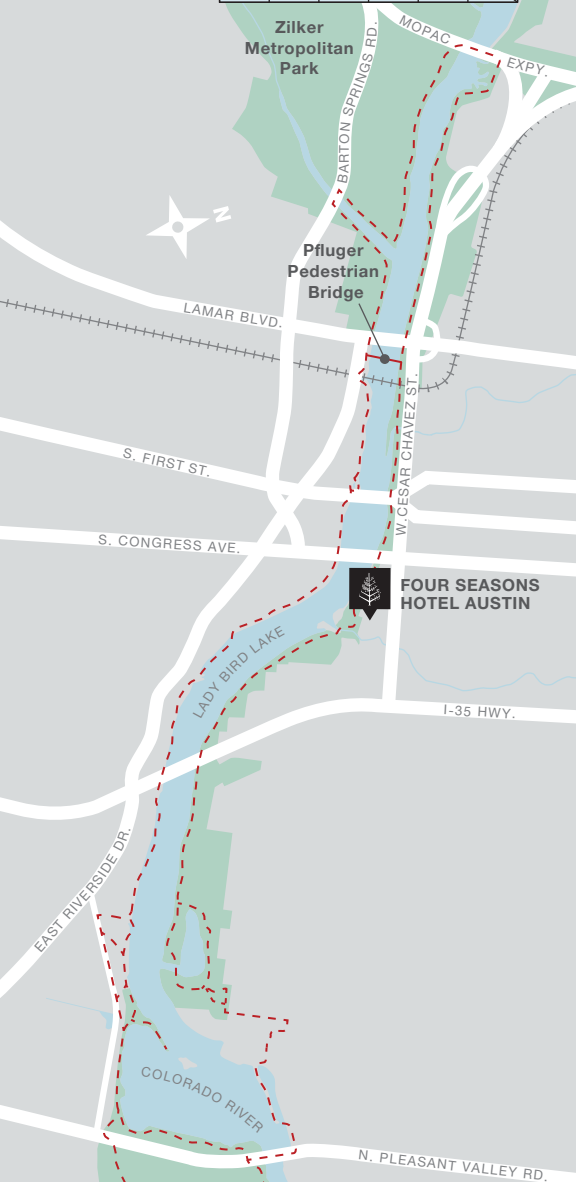 Zilker
Metropolitan
Park
MOPAC
EXPY.
BARTON SPRINGS RD.
N
Pfluger
Pedestrian
Bridge
LAMAR BLVD.
W. CESAR CHAVEZ ST.
S. FIRST ST.
S. CONGRESS AVE.
FOUR SEASONS
HOTEL AUSTIN
LADY BIRD LAKE
I-35 HWY.
EAST RIVERSIDE DR.
COLORADO RIVER
N. PLEASANT VALLEY RD.